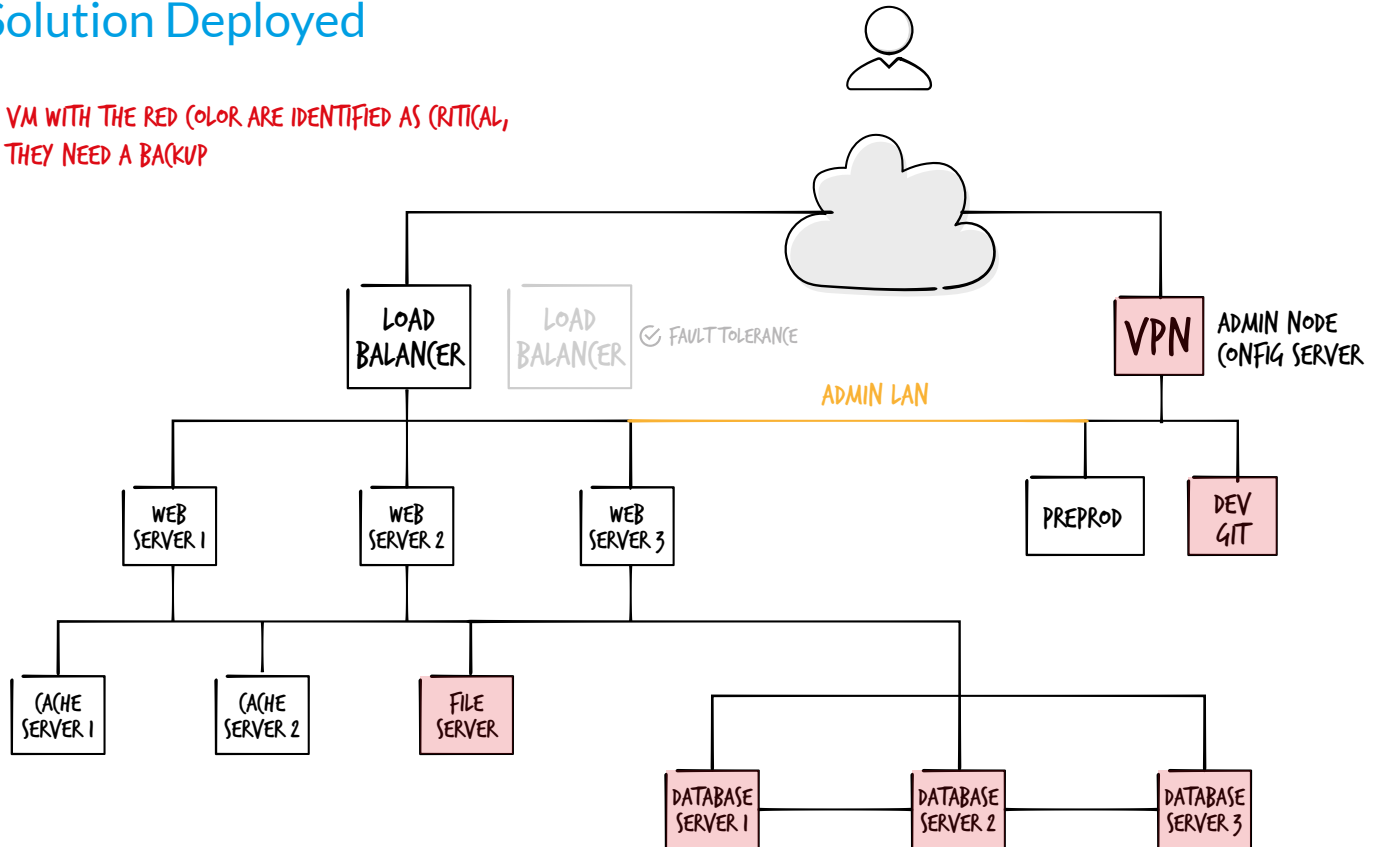 Solution Deployed
VM WITH THE RED COLOR ARE IDENTIFIED AS CRITICAL,
THEY NEED A BACKUP
LOAD
BALANCER
LOAD
BALANCER
FAULT TOLERANCE
VPN
ADMIN NODE
CONFIG SERVER
ADMIN LAN
WEB
SERVER 1
WEB
SERVER 2
WEB
SERVER 3
PREPROD
DEV
GIT
CACHE
SERVER 1
CACHE
SERVER 2
FILE
SERVER
DATABASE
SERVER 1
DATABASE
SERVER 2
DATABASE
SERVER 3